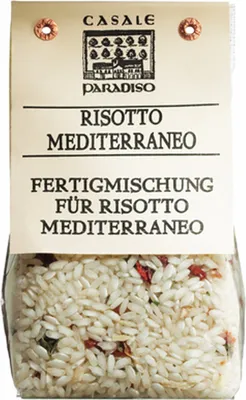 CASALE
PARADISO
RISOTTO
MEDITERRANEO
FERTIGMISCHUNG
FÜR RISOTTO
MEDITERRANEO